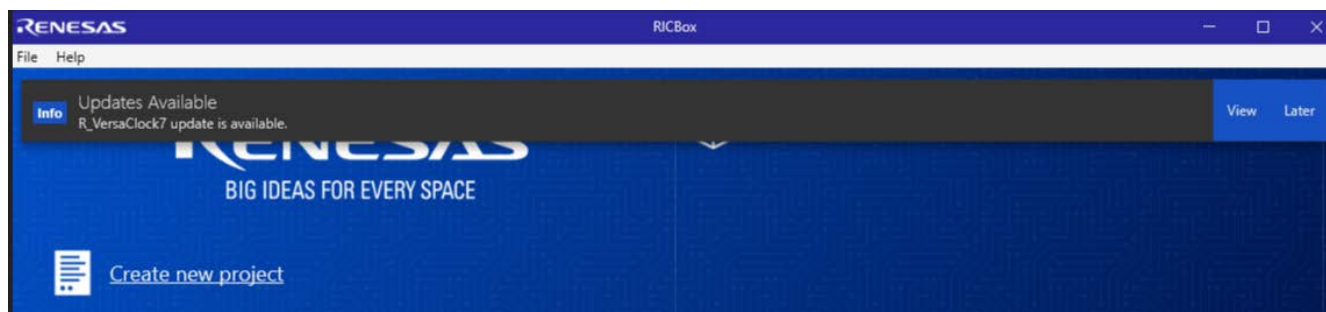 RENESAS
RICBox
File Help
Updates Available
Info
R_VersaClock7 update is available.
View Later
RENESAS
BIG IDEAS FOR EVERY SPACE
Create new project